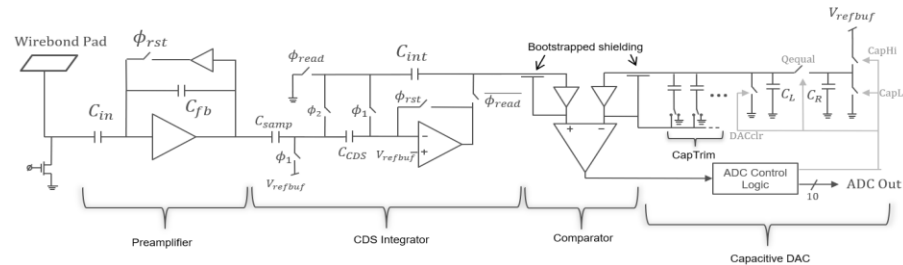 Wirebond Pad
ϕrst
Cfb
Cin
Preamplifier
ϕread
Cint
ϕ2
ϕ1
ϕrst
ϕread
Csamp
ϕ1
Vrefbuf
CCDS
Vrefbuf
−
+
CDS Integrator
Bootstrapped shielding
+
−
Comparator
Vrefbuf
CapHi
Qequal
CapL
CL
CR
DACclr
CapTrim
ADC Control
Logic
10
ADC Out
Capacitive DAC